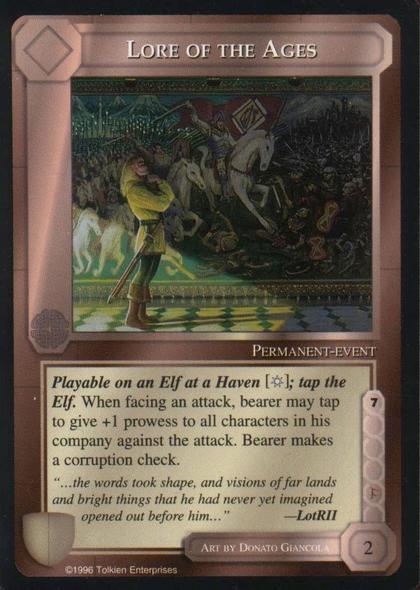 LORE OF THE AGES
PERMANENT-EVENT
Playable on an Elf at a Haven [☼]; tap the
Elf. When facing an attack, bearer may tap
to give +1 prowess to all characters in his
company against the attack. Bearer makes
a corruption check.
“…the words took shape, and visions of far lands
and bright things that he had never yet imagined
opened out before him…” —LotRII
7
ART BY DONATO GIANCOLA
2
©1996 Tolkien Enterprises